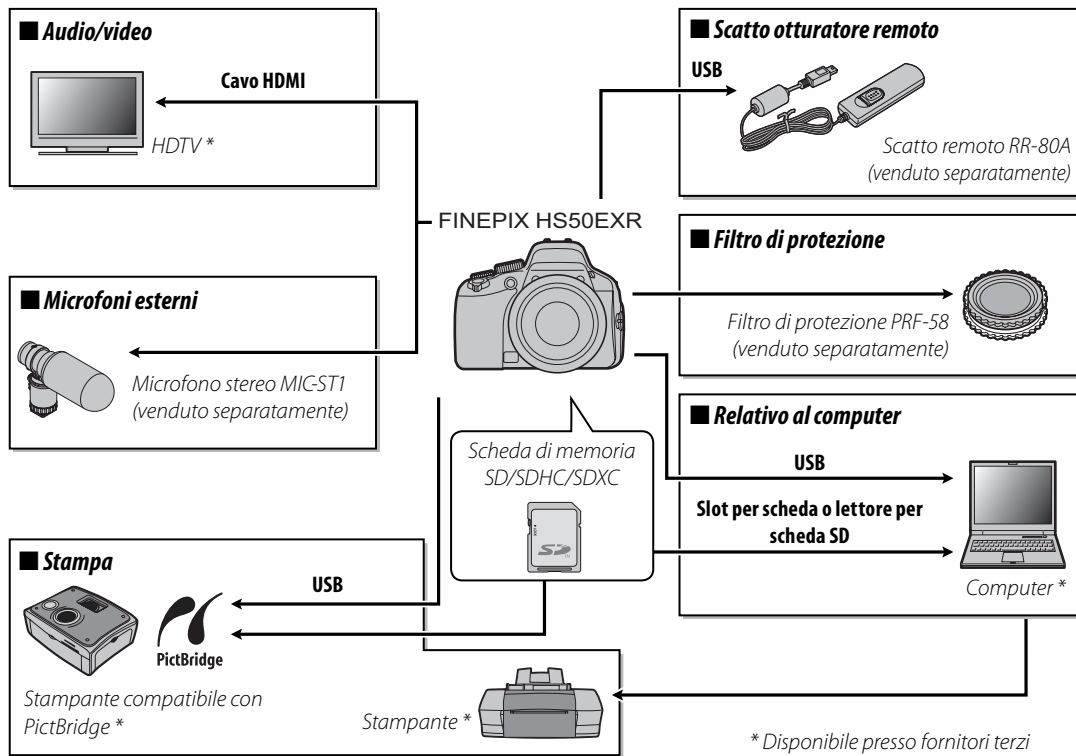 ■ Audio/video
Cavo HDMI
HDTV *
■ Scatto otturatore remoto
USB
Scatto remoto RR-80A
(venduto separatamente)
FINEPIX HS50EXR
■ Microfoni esterni
Microfono stereo MIC-ST1
(venduto separatamente)
■ Filtro di protezione
Filtro di protezione PRF-58
(venduto separatamente)
■ Relativo al computer
USB
Slot per scheda o lettore per
scheda SD
Computer *
Scheda di memoria
SD/SDHC/SDXC
SD
■ Stampa
USB
PictBridge
Stampante compatibile con
PictBridge *
Stampante *
* Disponibile presso fornitori terzi